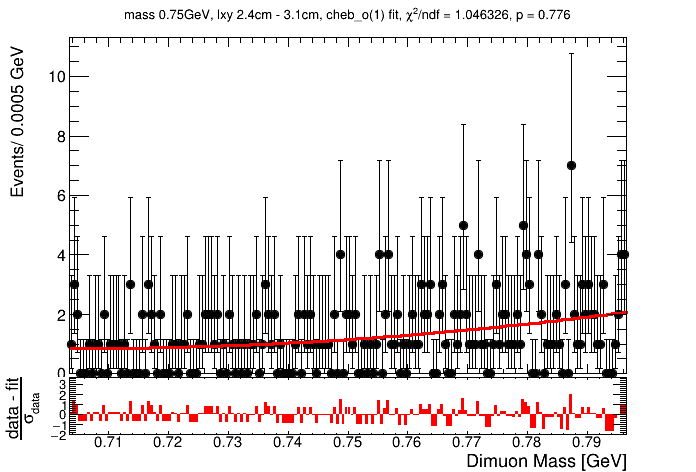 mass 0.75GeV, lxy 2.4cm - 3.1cm, cheb_o(1) fit, χ²/ndf = 1.046326, p = 0.776
Events/ 0.0005 GeV
10
8
6
4
2
0
data - fit
σdata
3
2
1
0
−1
−2
0.71 0.72 0.73 0.74 0.75 0.76 0.77 0.78 0.79
Dimuon Mass [GeV]